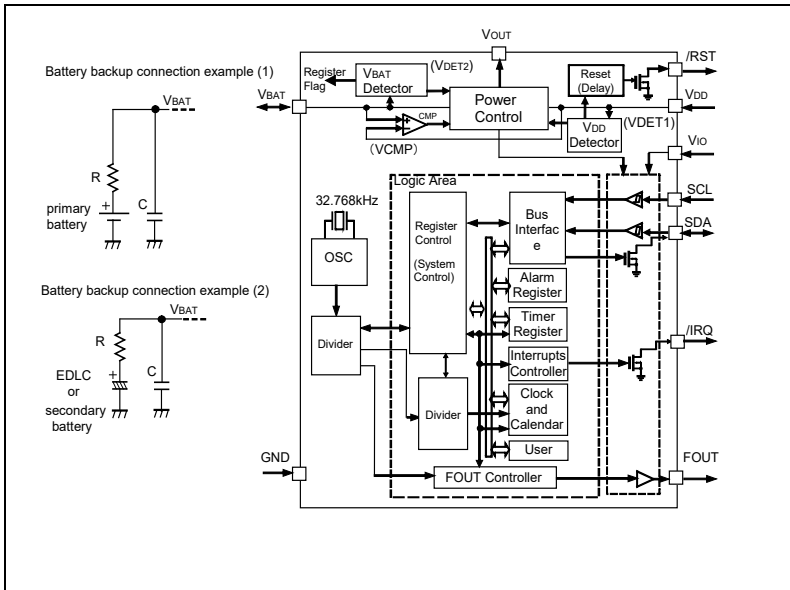 Battery backup connection example (1)
VBAT
R
+
C
primary
battery
Battery backup connection example (2)
VBAT
R
+
C
EDLC
or
secondary
battery
VOUT
/RST
Register
Flag
VBAT
Detector
(VDET2)
Reset
(Delay)
VBAT
Power
Control
VDD
CMP
+
(VCMP)
VDD
Detector
(VDET1)
VIO
Logic Area
32.768kHz
OSC
Register
Control
(System
Control)
Bus
Interfac
e
SCL
SDA
Alarm
Register
Timer
Register
Divider
Interrupts
Controller
/IRQ
Divider
Clock
and
Calendar
User
GND
FOUT Controller
FOUT